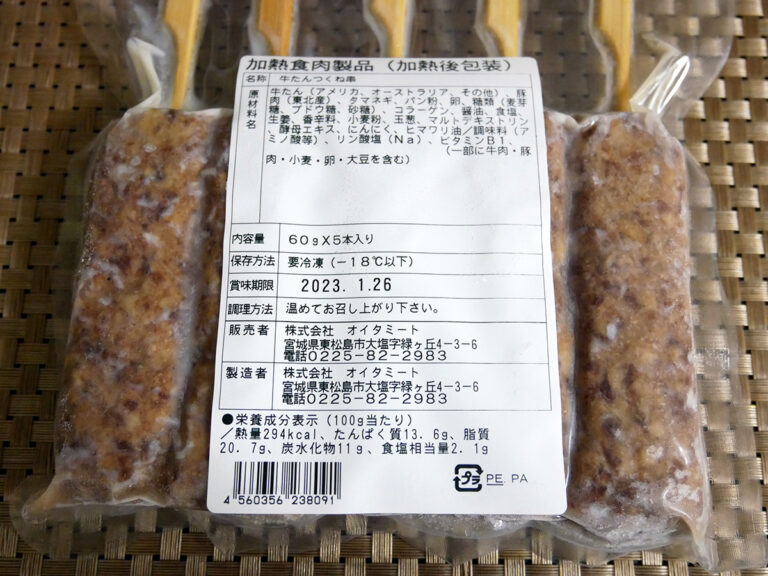 加熱食肉製品（加熱後包装）
名称 牛たんつくね串
原材料名 牛たん（アメリカ、オーストラリア、その他）、豚
肉（東北産）、タマネギ、パン粉、卵、糖類（麦芽
糖、ブドウ糖、砂糖）、コラーゲン、醤油、食塩、
生姜、香辛料、小麦粉、玉葱、マルトデキストリン
、酵母エキス、にんにく、ヒマワリ油／調味料（ア
ミノ酸等）、リン酸塩（Na）、ビタミンB1、
（一部に牛肉・豚
肉・小麦・卵・大豆を含む）
内容量 60gX5本入り
保存方法 要冷凍（－18℃以下）
賞味期限 2023. 1.26
調理方法 温めてお召し上がり下さい。
販売者 株式会社 オイタミート
宮城県東松島市大塩字緑ヶ丘4-3-6
電話0225-82-2983
製造者 株式会社 オイタミート
宮城県東松島市大塩字緑ヶ丘4-3-6
電話0225-82-2983
●栄養成分表示（100g当たり）
／熱量294kcal、たんぱく質13. 6g、脂質
20. 7g、炭水化物11g、食塩相当量2. 1g
4 560356 238091
プラ PE. PA